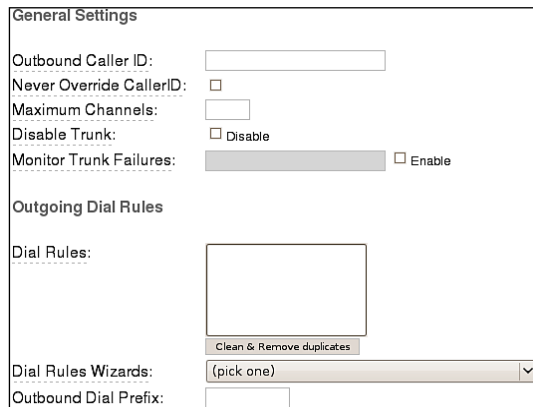 General Settings
Outbound Caller ID:
Never Override CallerID:
Maximum Channels:
Disable Trunk: Disable
Monitor Trunk Failures: Enable
Outgoing Dial Rules
Dial Rules:
Clean & Remove duplicates
Dial Rules Wizards: (pick one)
Outbound Dial Prefix: